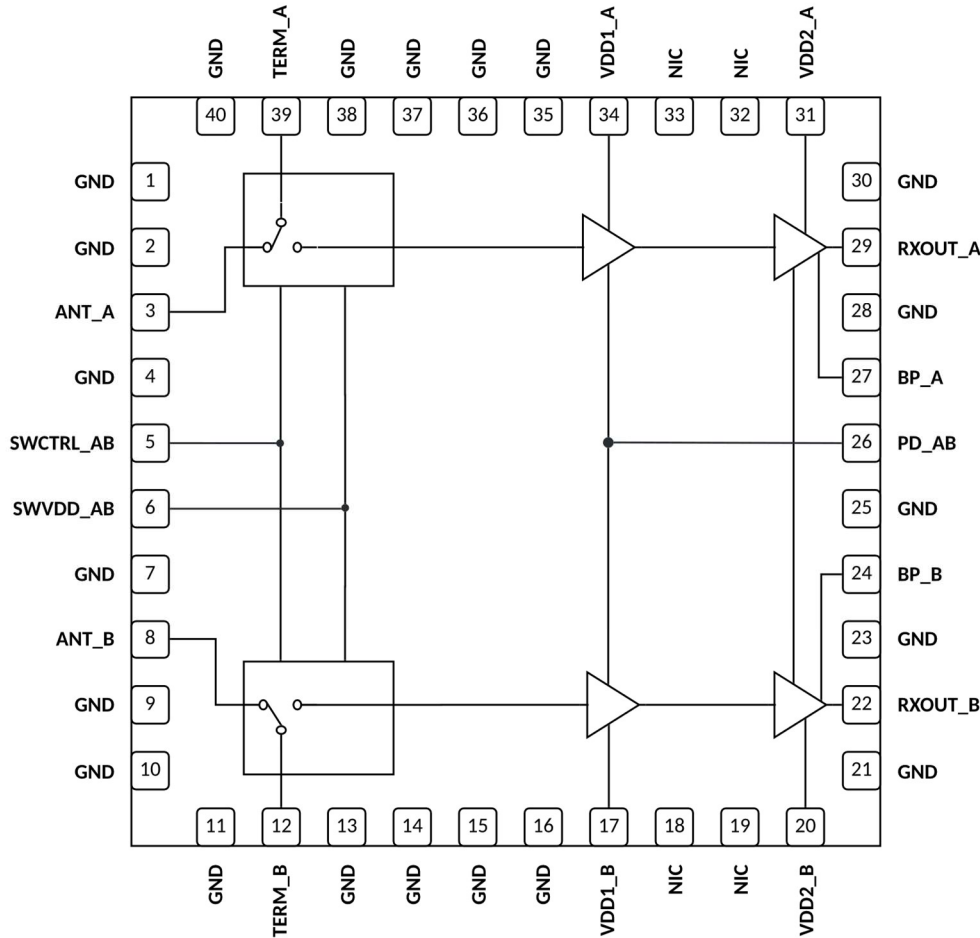 GND
TERM_A
GND
GND
GND
GND
VDD1_A
NIC
NIC
VDD2_A
40
39
38
37
36
35
34
33
32
31
GND 1
30 GND
GND 2
29 RXOUT_A
ANT_A 3
28 GND
GND 4
27 BP_A
SWCTRL_AB 5
26 PD_AB
SWVDD_AB 6
25 GND
GND 7
24 BP_B
ANT_B 8
23 GND
GND 9
22 RXOUT_B
GND 10
21 GND
11
12
13
14
15
16
17
18
19
20
GND
TERM_B
GND
GND
GND
GND
VDD1_B
NIC
NIC
VDD2_B